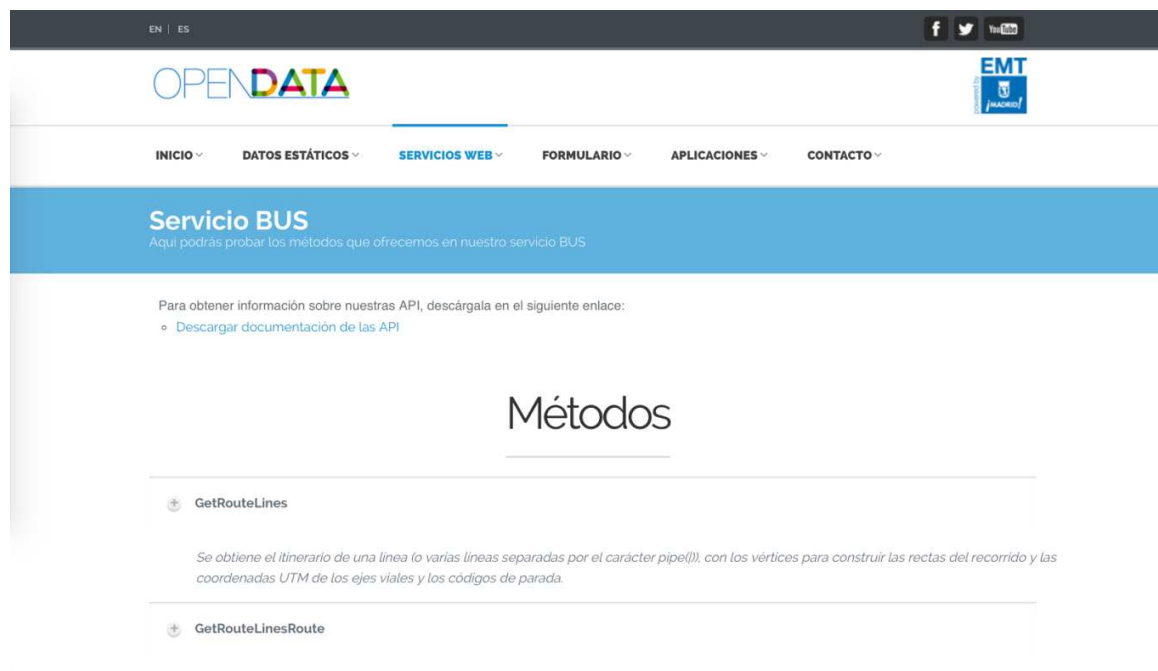 EN | ES
f You Tube
OPENDATA
powered by EMT ¡MADRID!
INICIO DATOS ESTÁTICOS SERVICIOS WEB FORMULARIO APLICACIONES CONTACTO
Servicio BUS
Aquí podrás probar los métodos que ofrecemos en nuestro servicio BUS
Para obtener información sobre nuestras API, descárgala en el siguiente enlace:
Descargar documentación de las API
Métodos
GetRouteLines
Se obtiene el itinerario de una línea (o varias líneas separadas por el carácter pipe(|)), con los vértices para construir las rectas del recorrido y las
coordenadas UTM de los ejes viales y los códigos de parada.
GetRouteLinesRoute